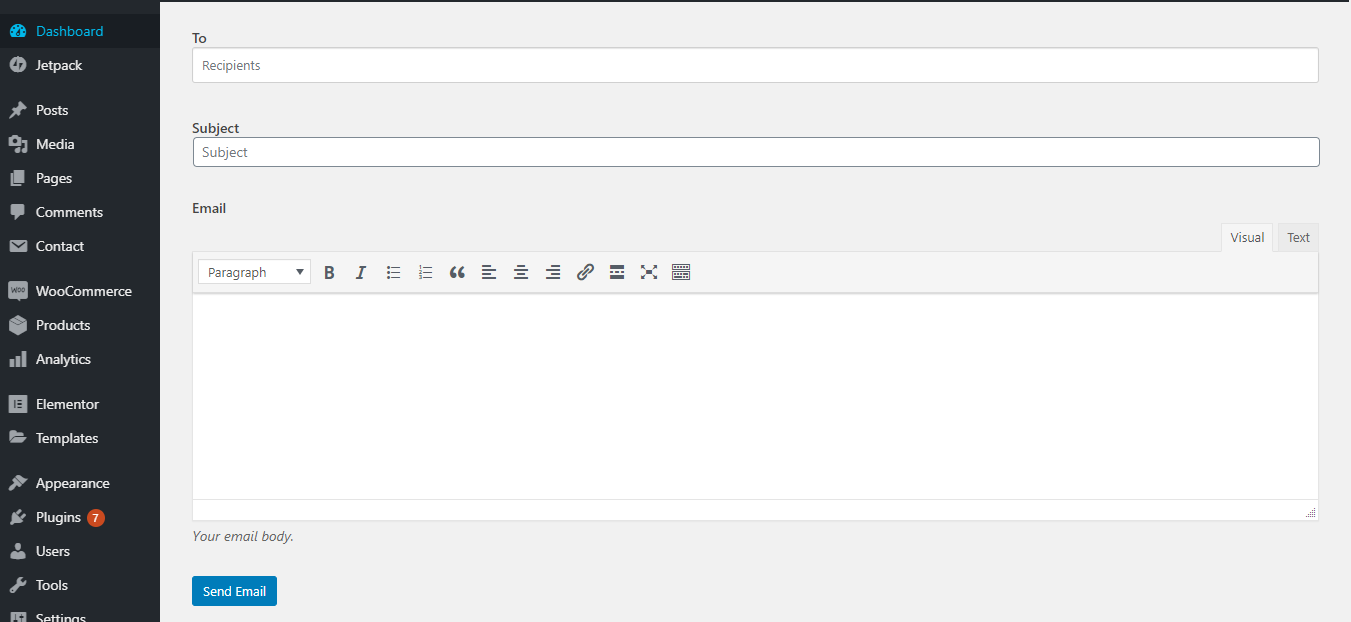 Dashboard
Jetpack
Posts
Media
Pages
Comments
Contact
WOO WooCommerce
Products
Analytics
Elementor
Templates
Appearance
Plugins 7
Users
Tools
Settings
To
Recipients
Subject
Subject
Email
Visual Text
Paragraph B I
Your email body.
Send Email